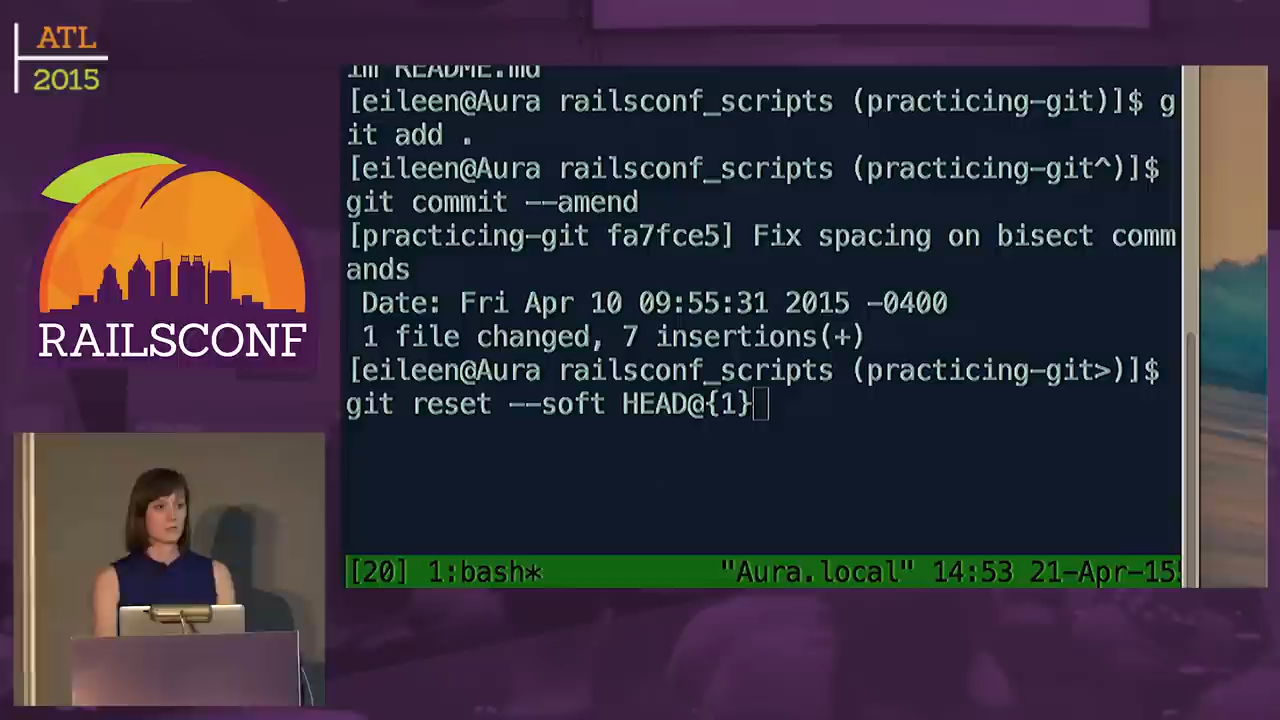 ATL
2015
RAILSCONF
im README.md
[eileen@Aura railsconf_scripts (practicing-git)]$ g
it add .
[eileen@Aura railsconf_scripts (practicing-git^)]$
git commit --amend
[practicing-git fa7fce5] Fix spacing on bisect comm
ands
Date: Fri Apr 10 09:55:31 2015 -0400
1 file changed, 7 insertions(+)
[eileen@Aura railsconf_scripts (practicing-git>)]$
git reset --soft HEAD@{1}
[20] 1:bash* "Aura.local" 14:53 21-Apr-15